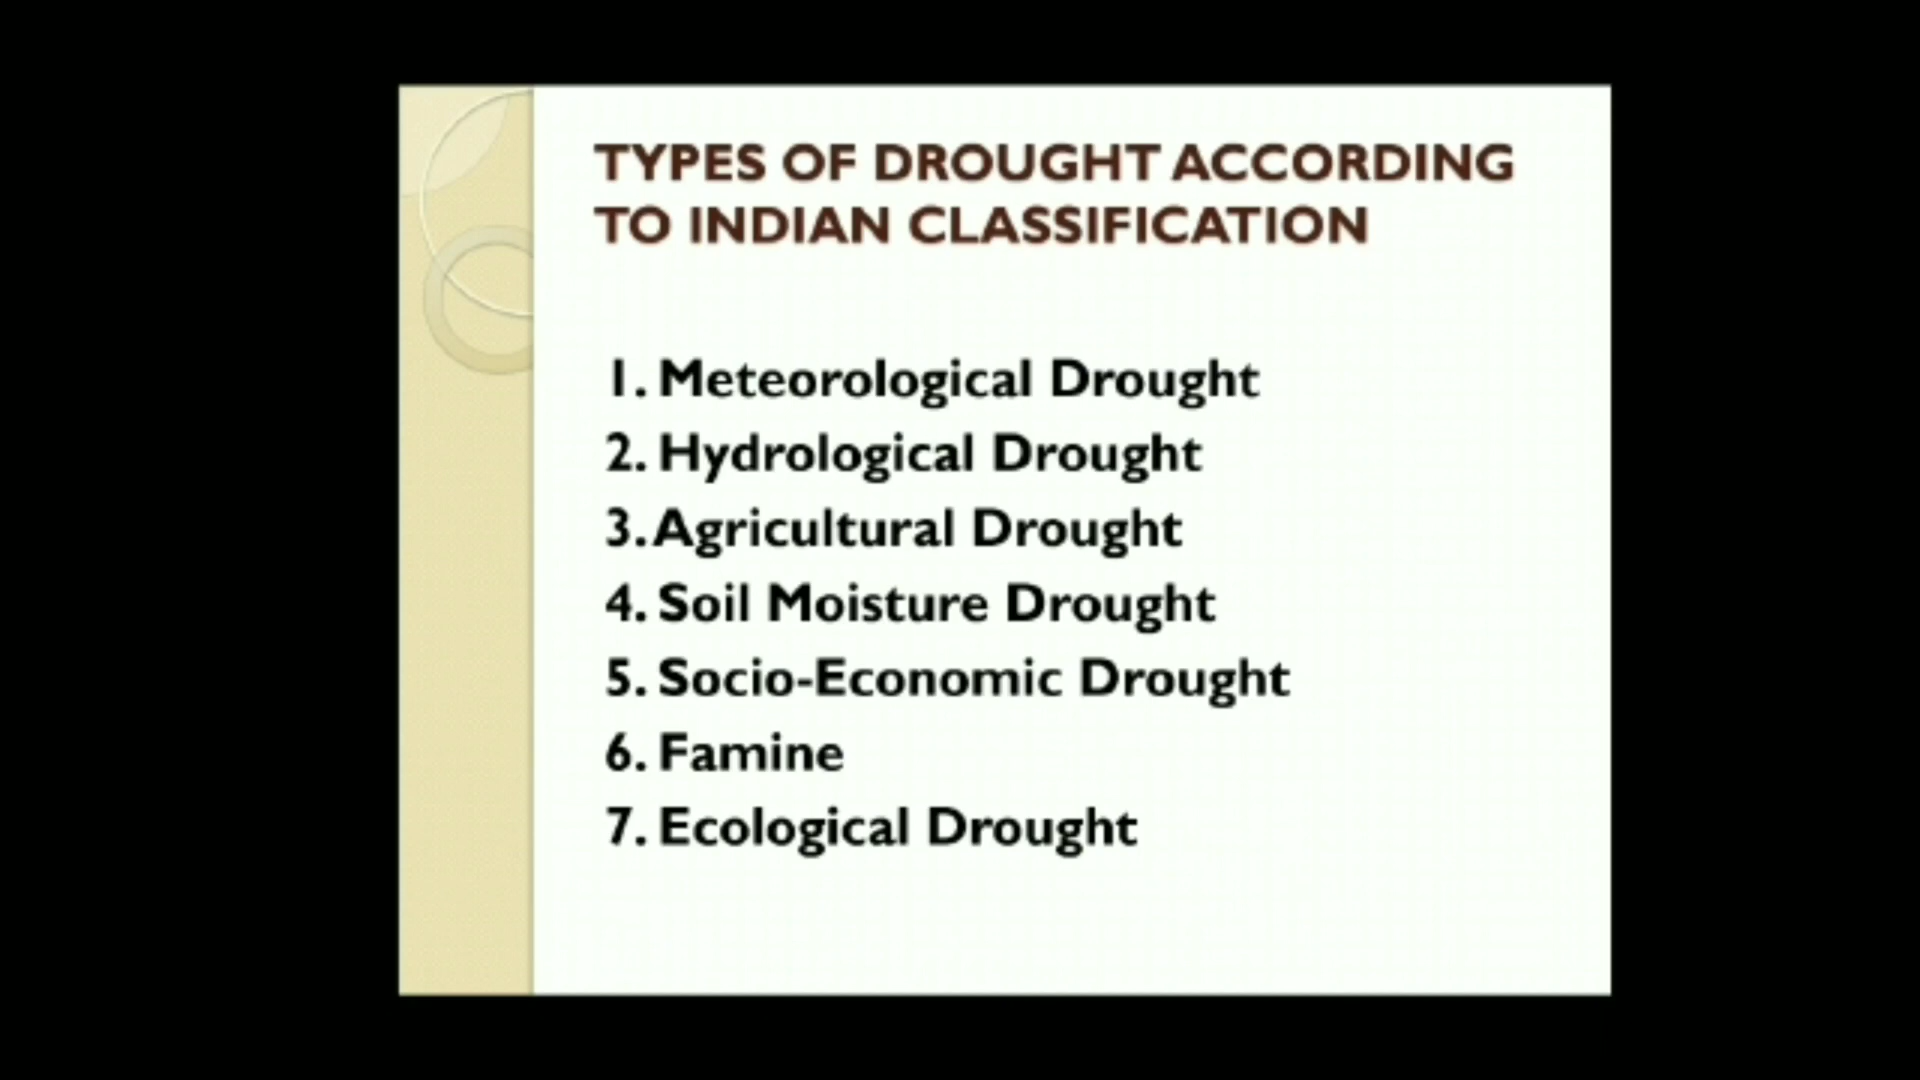 TYPES OF DROUGHT ACCORDING
TO INDIAN CLASSIFICATION
1. Meteorological Drought
2. Hydrological Drought
3. Agricultural Drought
4. Soil Moisture Drought
5. Socio-Economic Drought
6. Famine
7. Ecological Drought